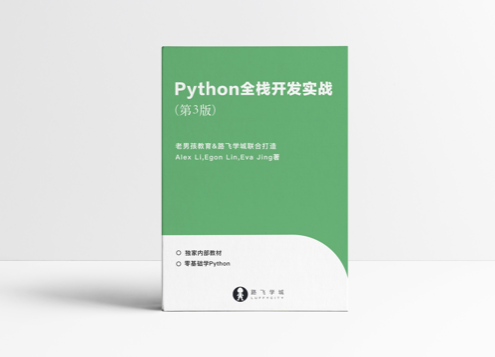 Python全栈开发实战
(第3版)
老男孩教育&路飞学城联合打造
Alex Li,Egon Lin,Eva Jing著
独家内部教材
零基础学Python
路飞学城
LUFFYCITY